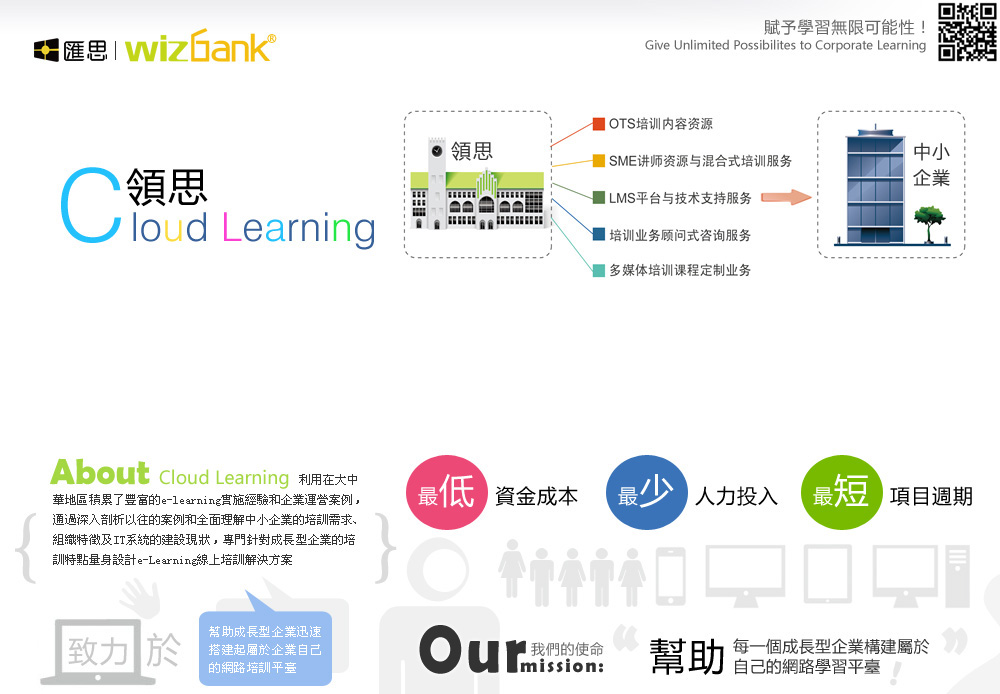 匯思 | wizbank®
賦予學習無限可能性！
Give Unlimited Possibilites to Corporate Learning
領思
Cloud Learning
領思
OTS培训内容资源
SME讲师资源与混合式培训服务
LMS平台与技术支持服务
培训业务顾问式咨询服务
多媒体培训课程定制业务
中小
企業
About Cloud Learning 利用在大中
華地區積累了豐富的e-learning實施經驗和企業運營案例，
通過深入剖析以往的案例和全面理解中小企業的培訓需求、
組織特徵及IT系統的建設現狀，專門針對成長型企業的培
訓特點量身設計e-Learning線上培訓解決方案
最低 資金成本
最少 人力投入
最短 項目週期
致力於
幫助成長型企業迅速
搭建起屬於企業自己
的網路培訓平臺
Our 我們的使命
mission:
“幫助 每一個成長型企業構建屬於
自己的網路學習平臺 ！”